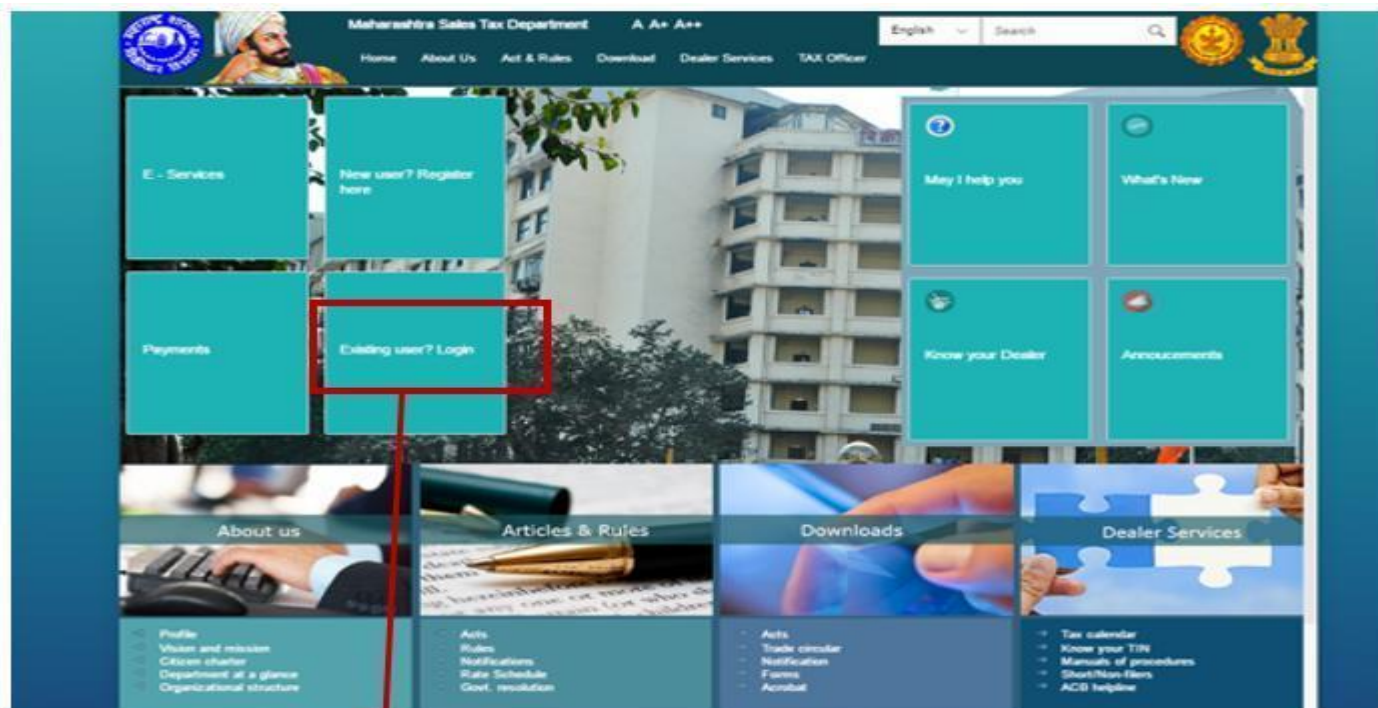 Maharashtra Sales Tax Department A A+ A++
English
Search
Home About Us Act & Rules Download Dealer Services TAX Officer
E - Services
New user? Register
here
May I help you
What's New
Payments
Existing user? Login
Know your Dealer
Annoucements
About us
Articles & Rules
Downloads
Dealer Services
Profile
Vision and mission
Citizen charter
Department at a glance
Organizational structure
Acts
Rules
Notifications
Rate Schedule
Govt. resolution
Acts
Trade circular
Notification
Forms
Acrobat
Tax calendar
Know your TIN
Manuals of procedures
Short/Non-filers
ACB helpline